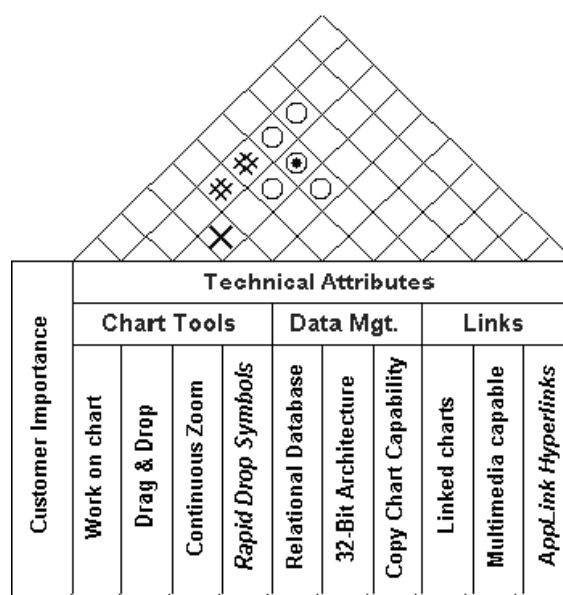 Technical Attributes
Chart Tools
Data Mgt.
Links
Customer Importance
Work on chart
Drag & Drop
Continuous Zoom
Rapid Drop Symbols
Relational Database
32-Bit Architecture
Copy Chart Capability
Linked charts
Multimedia capable
AppLink Hyperlinks